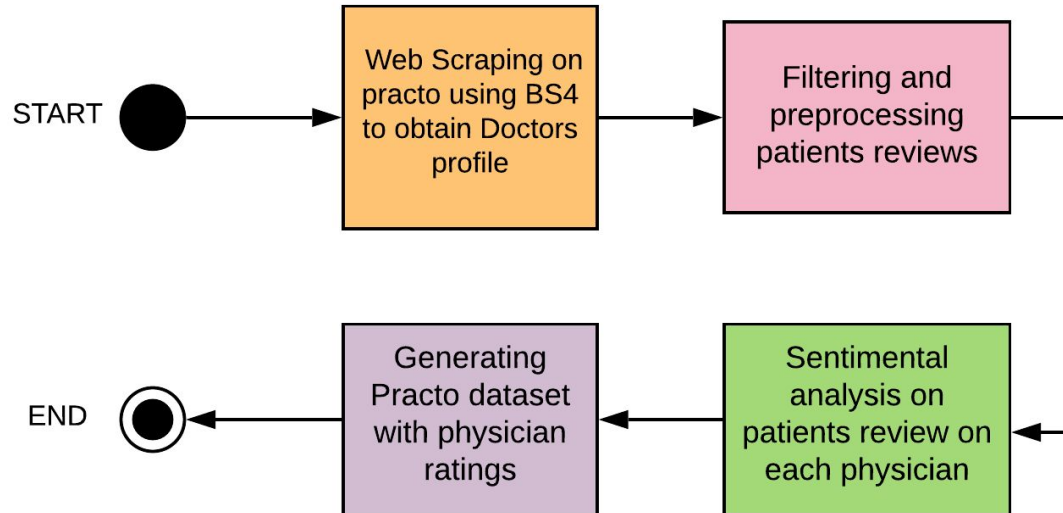 START
Web Scraping on
practo using BS4
to obtain Doctors
profile
Filtering and
preprocessing
patients reviews
Sentimental
analysis on
patients review on
each physician
Generating
Practo dataset
with physician
ratings
END